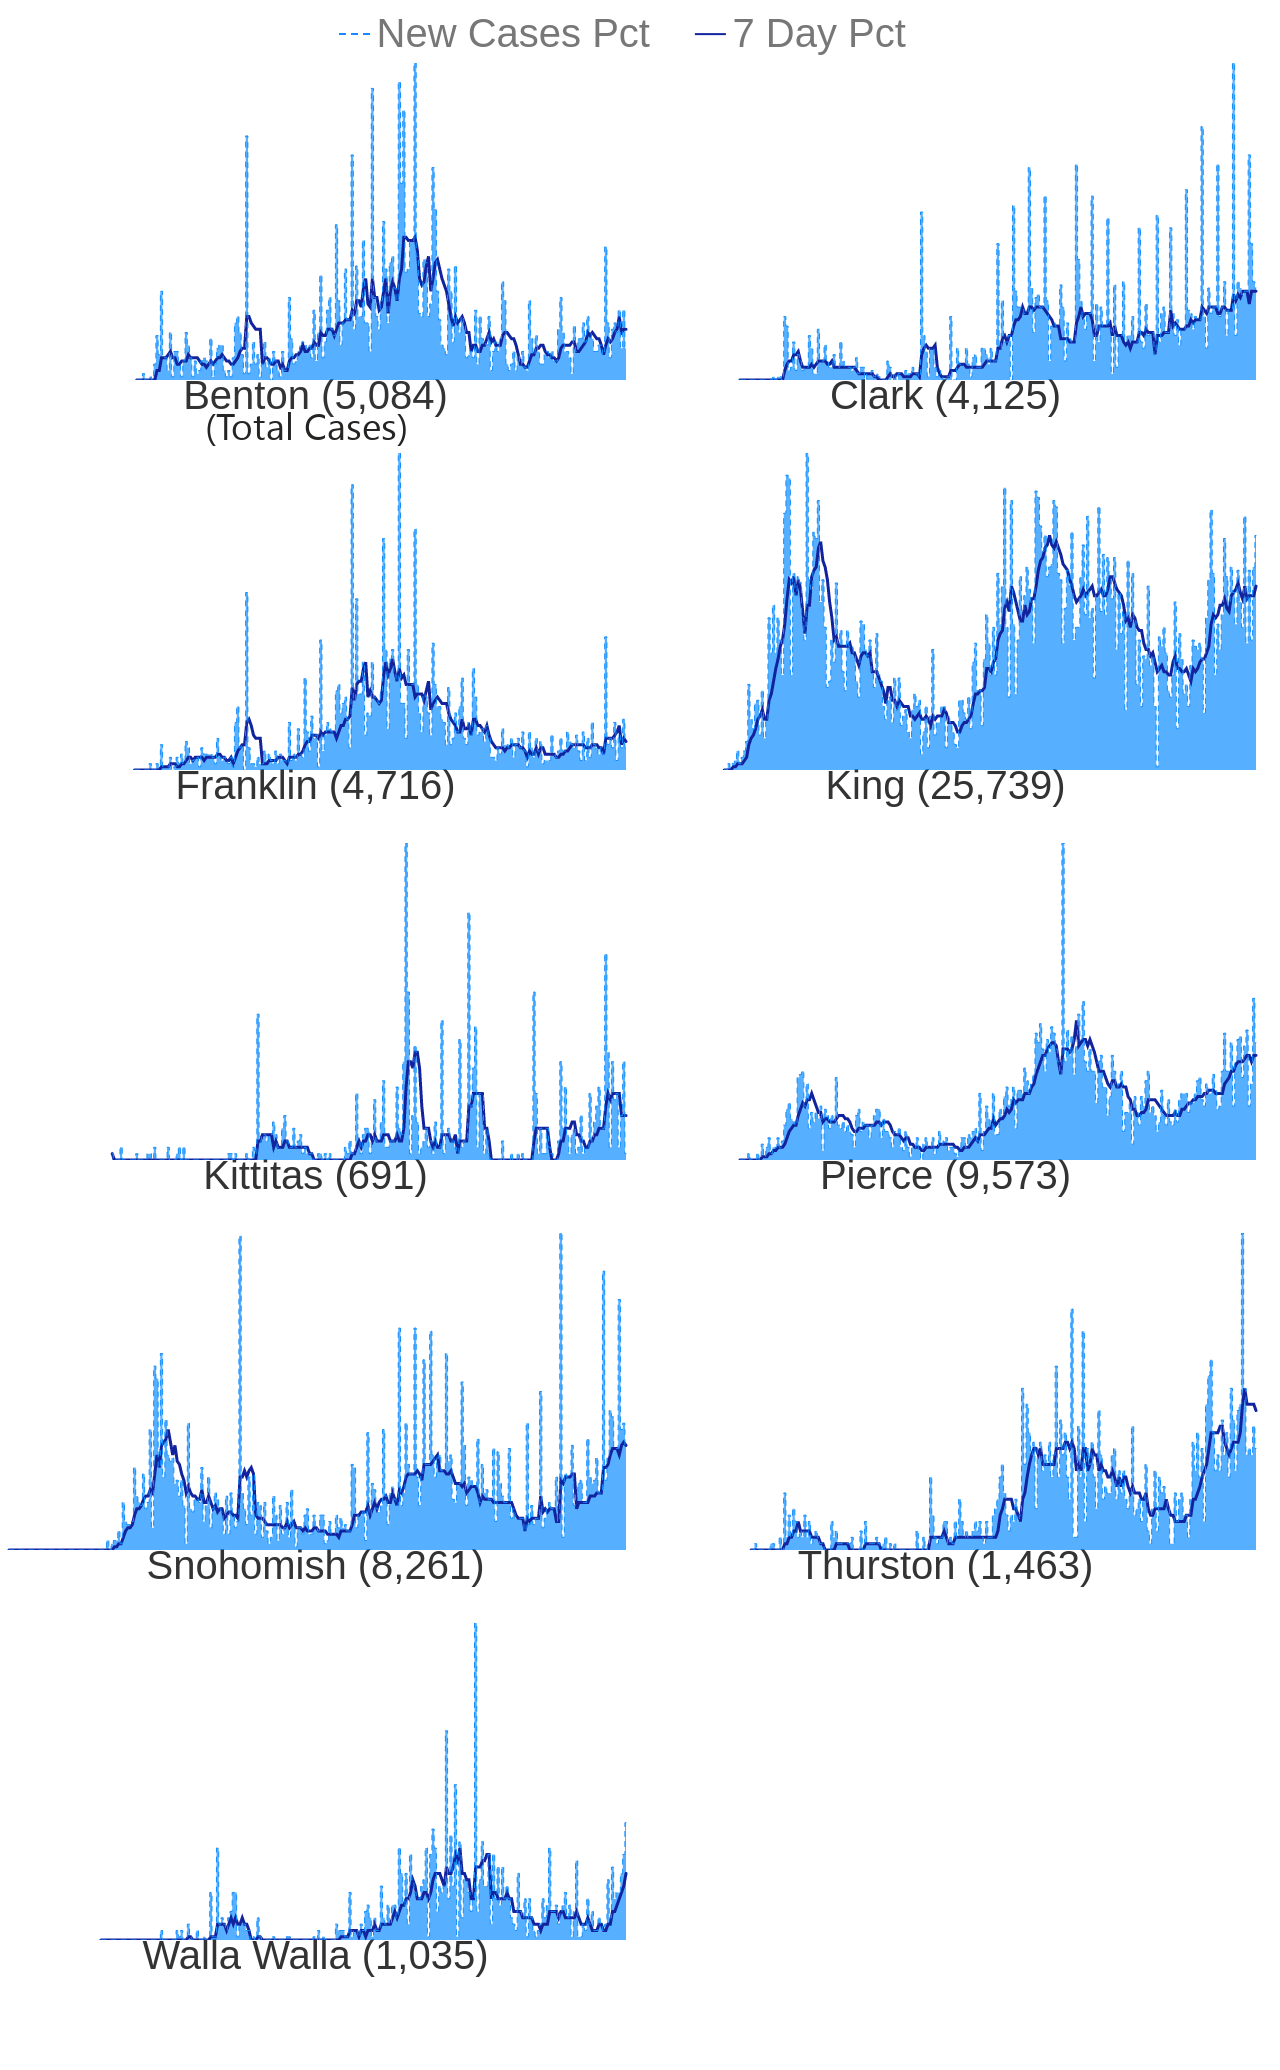 New Cases Pct 7 Day Pct
Benton (5,084) Clark (4,125)
(Total Cases)
Franklin (4,716) King (25,739)
Kittitas (691) Pierce (9,573)
Snohomish (8,261) Thurston (1,463)
Walla Walla (1,035)